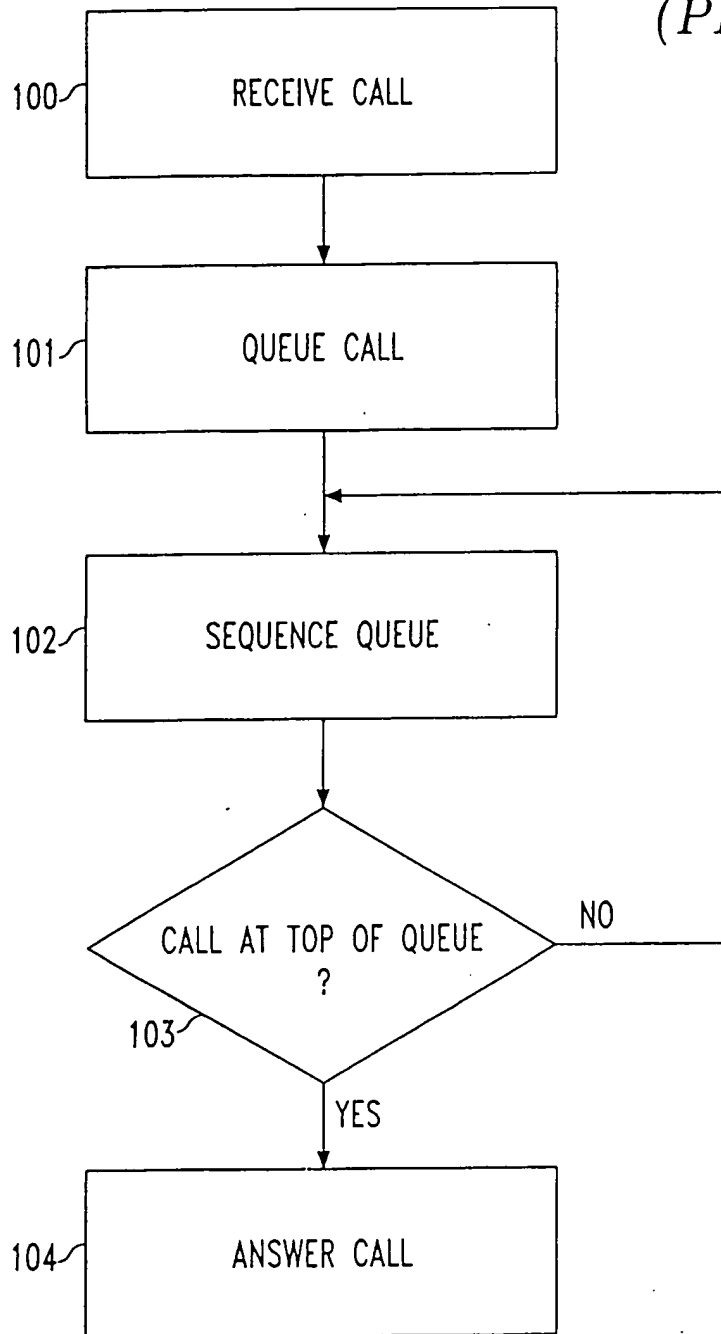 100
RECEIVE CALL
101
QUEUE CALL
102
SEQUENCE QUEUE
CALL AT TOP OF QUEUE
?
NO
103
YES
104
ANSWER CALL